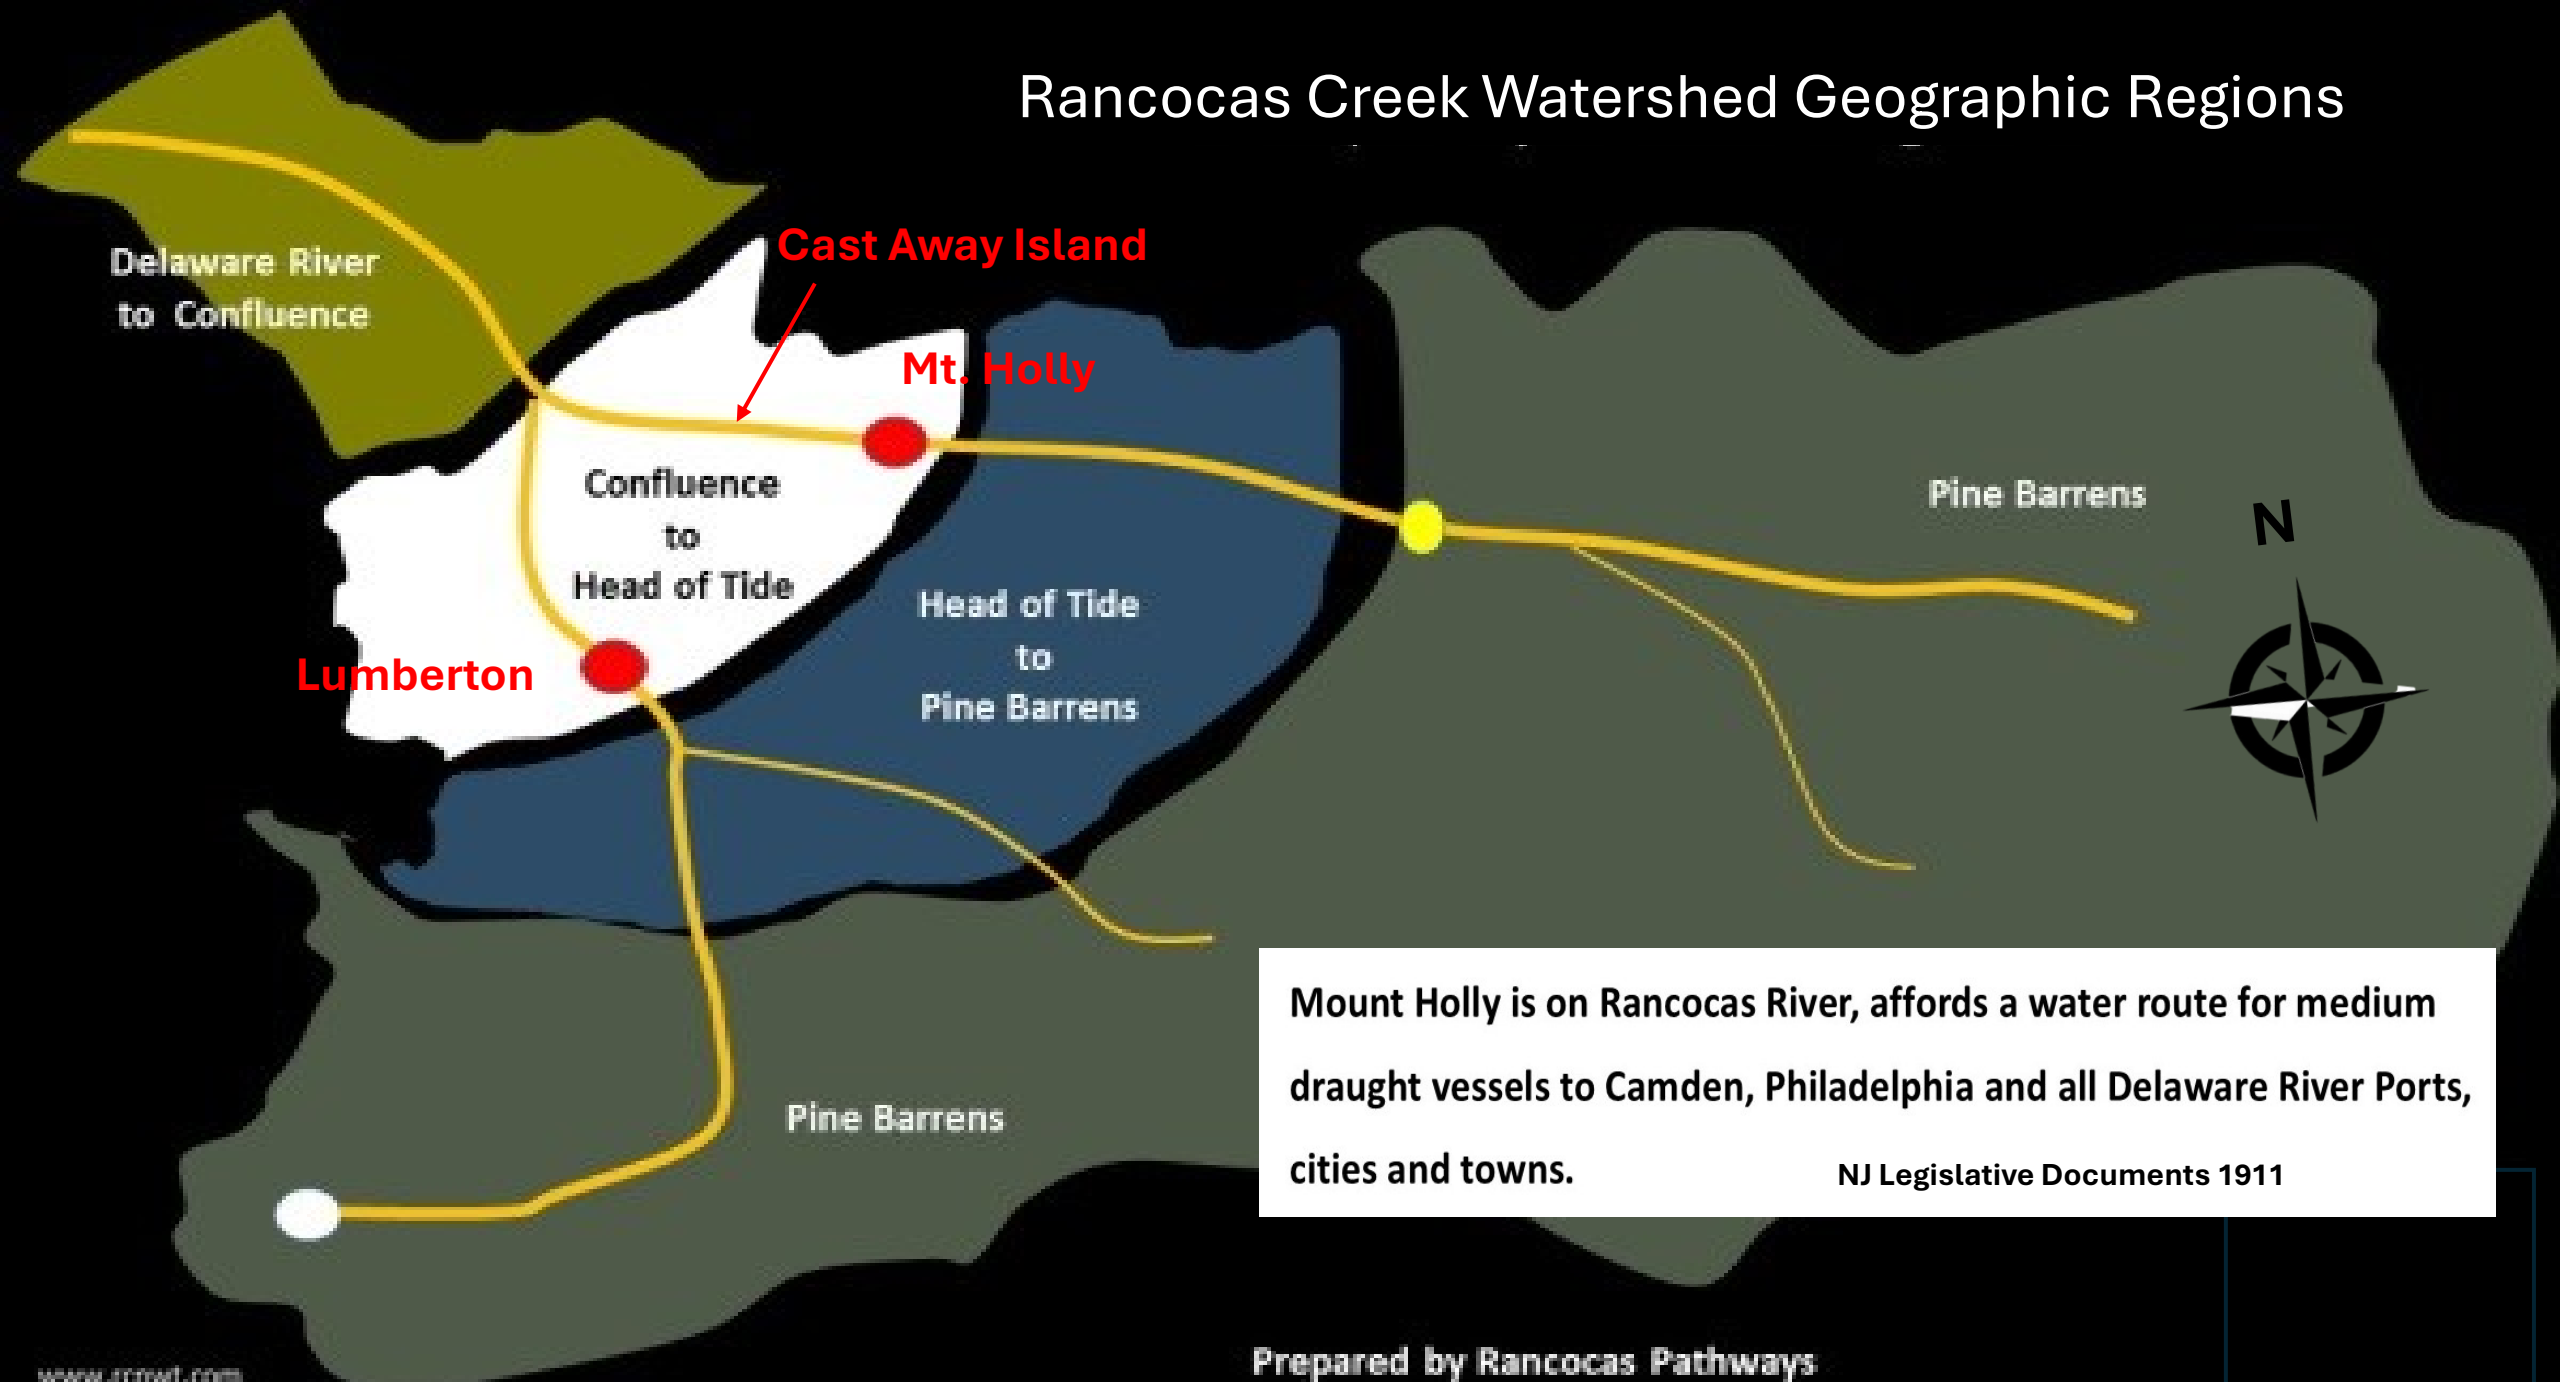 Rancocas Creek Watershed Geographic Regions
Cast Away Island
Delaware River
to Confluence
Mt. Holly
Confluence
to
Head of Tide
Pine Barrens
N
Head of Tide
to
Pine Barrens
Lumberton
Mount Holly is on Rancocas River, affords a water route for medium
draught vessels to Camden, Philadelphia and all Delaware River Ports,
cities and towns.
NJ Legislative Documents 1911
Pine Barrens
Prepared by Rancocas Pathways